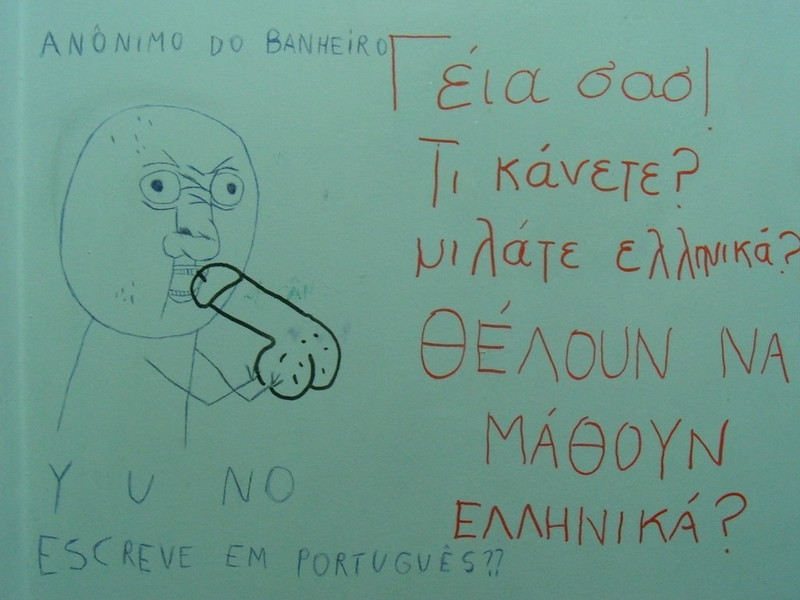 ANÔNIMO DO BANHEIRO
Y U NO
ESCREVE EM PORTUGUÊS??
Γέια σας!
Τι κάνετε?
μιλάτε ελληνικά?
ΘΈΛΟΥΝ ΝΑ
ΜΆΘΟΥΝ
ΕΛΛΗΝΙΚΆ?